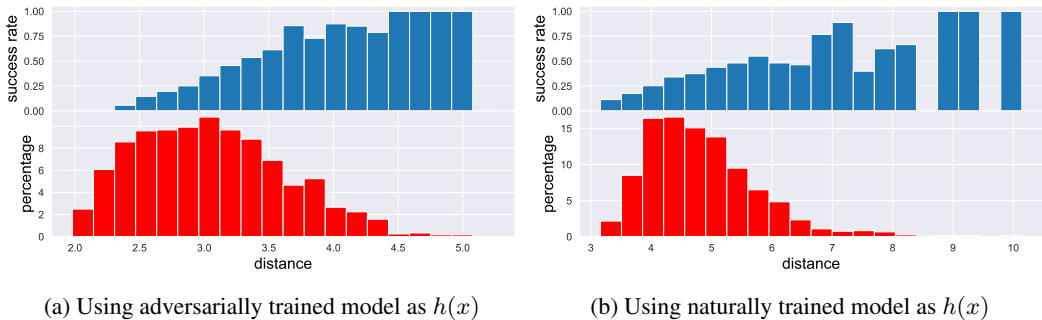 success rate
1.00
0.75
0.50
0.25
0.00
percentage
8
6
4
2
0
2.0 2.5 3.0 3.5 4.0 4.5 5.0
distance
(a) Using adversarially trained model as h(x)
success rate
1.00
0.75
0.50
0.25
0.00
percentage
15
10
5
0
3 4 5 6 7 8 9 10
distance
(b) Using naturally trained model as h(x)